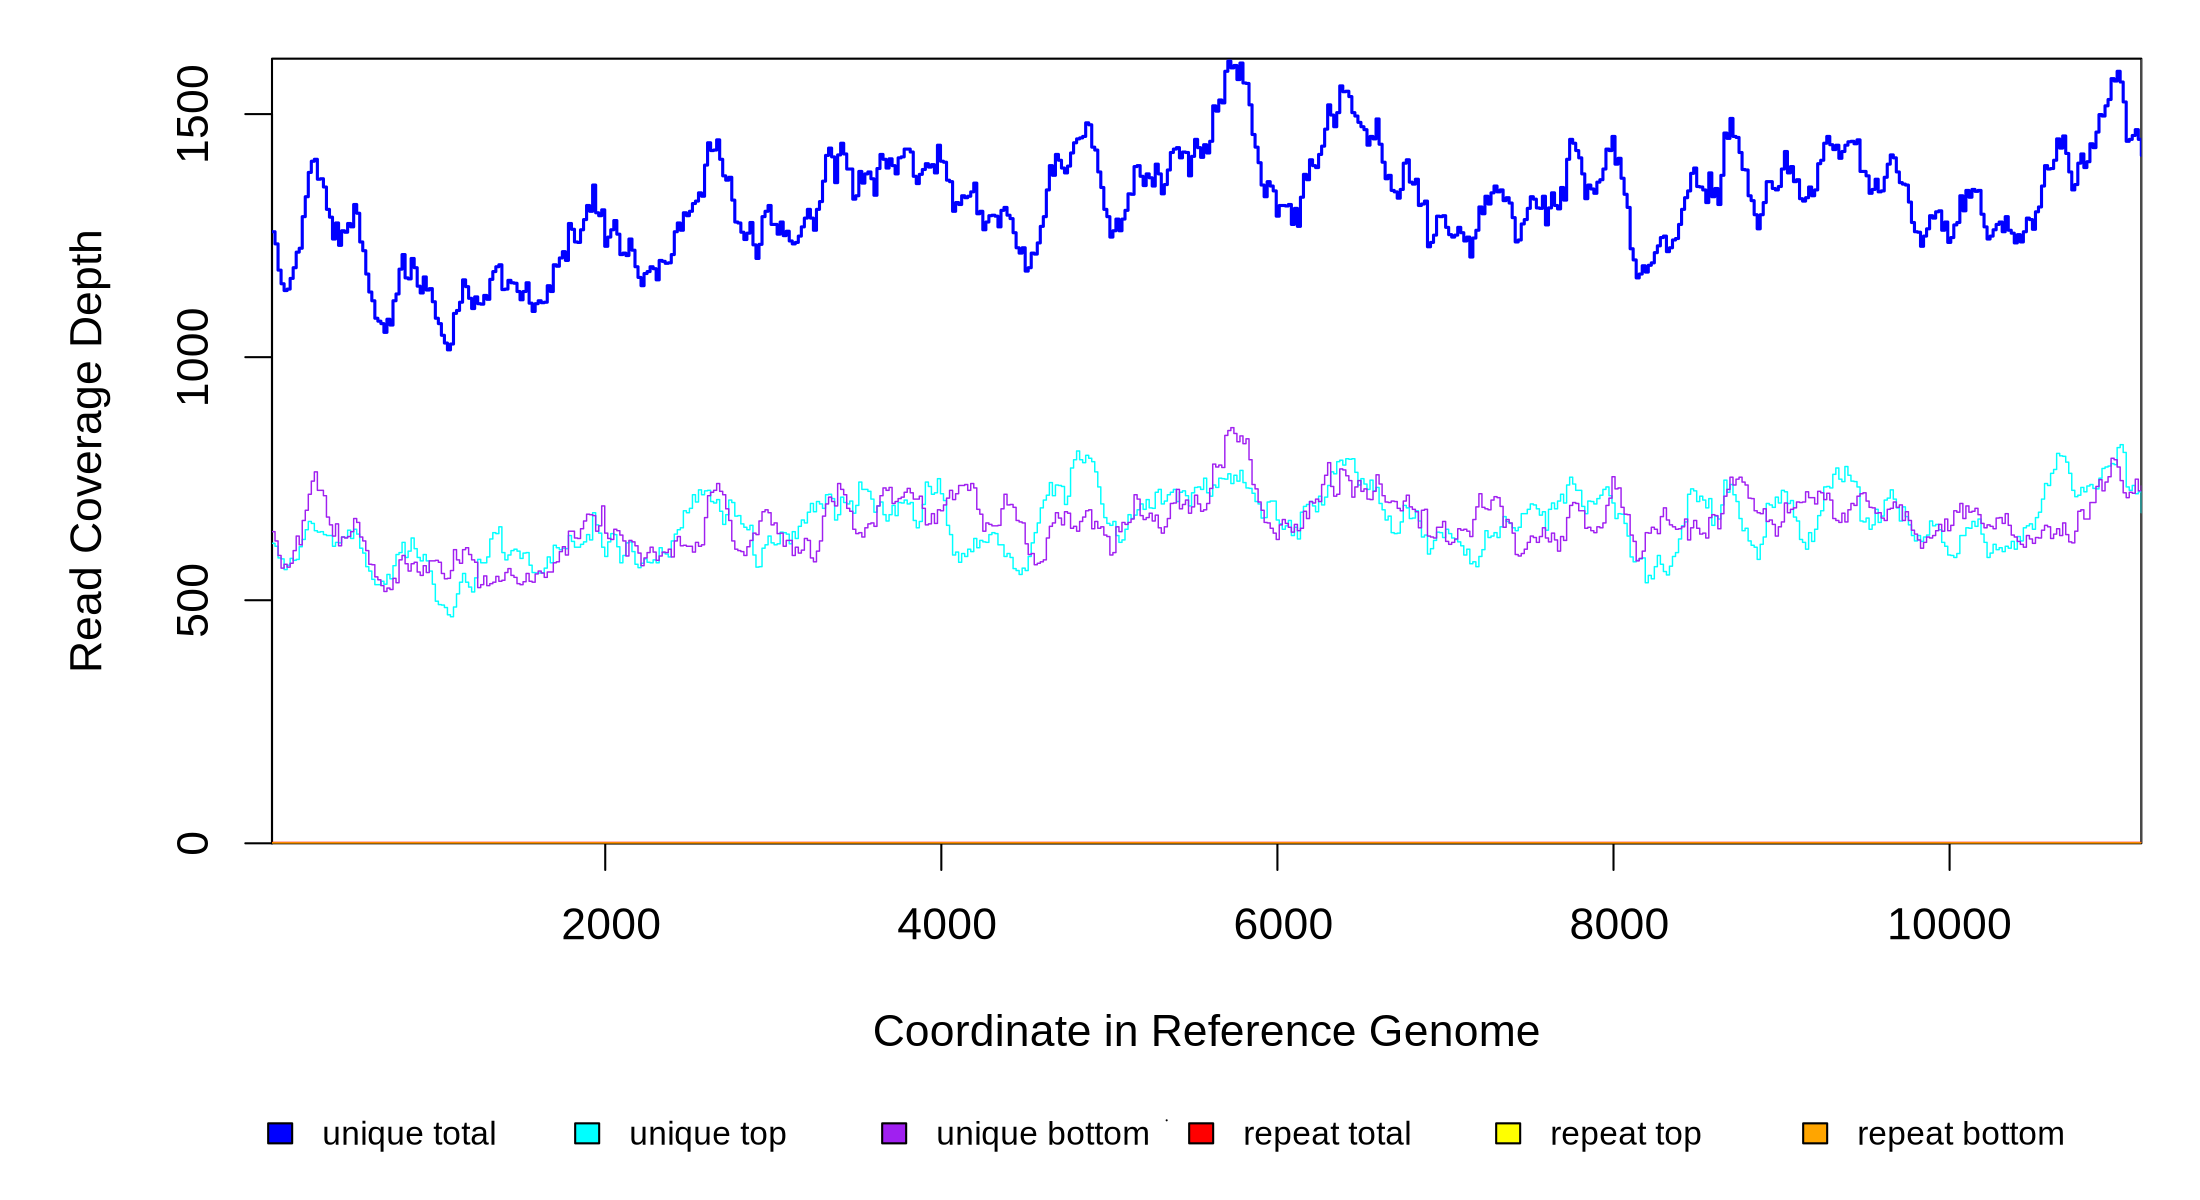 Read Coverage Depth
1500
1000
500
0
2000 4000 6000 8000 10000
Coordinate in Reference Genome
unique total unique top unique bottom repeat total repeat top repeat bottom